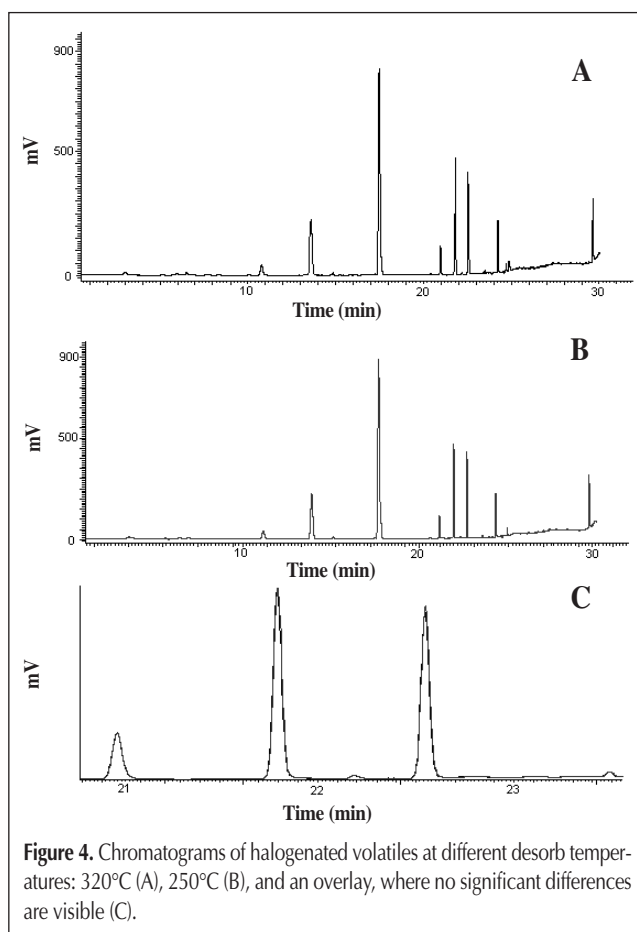 900
A
mV
500
0
10 20 30
Time (min)
B
900
mV
500
0
10 20 30
Time (min)
C
mV
21 22 23
Time (min)
Figure 4. Chromatograms of halogenated volatiles at different desorb temper-
atures: 320°C (A), 250°C (B), and an overlay, where no significant differences
are visible (C).